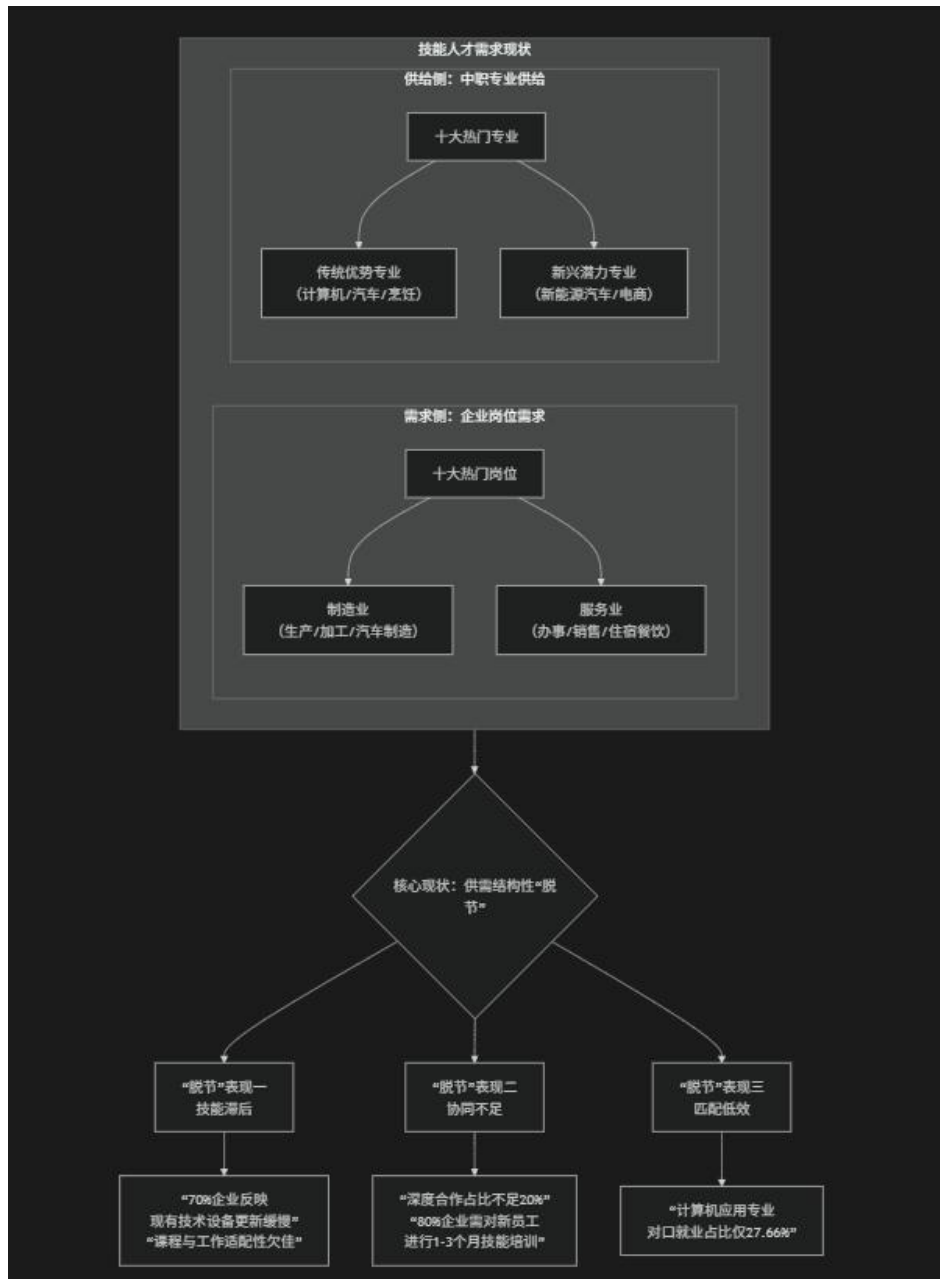 技能人才需求现状
供给侧：中职专业供给
十大热门专业
传统优势专业
（计算机/汽车/烹饪）
新兴潜力专业
（新能源汽车/电商）
需求侧：企业岗位需求
十大热门岗位
制造业
（生产/加工/汽车制造）
服务业
（办事/销售/住宿餐饮）
核心现状：供需结构性“脱
节”
“脱节”表现一
技能滞后
“脱节”表现二
协同不足
“脱节”表现三
匹配低效
“70%企业反映
现有技术设备更新缓慢”
“课程与工作适配性欠佳”
“深度合作占比不足20%”
“80%企业需对新员工
进行1-3个月技能培训”
“计算机应用专业
对口就业占比仅27.66%”